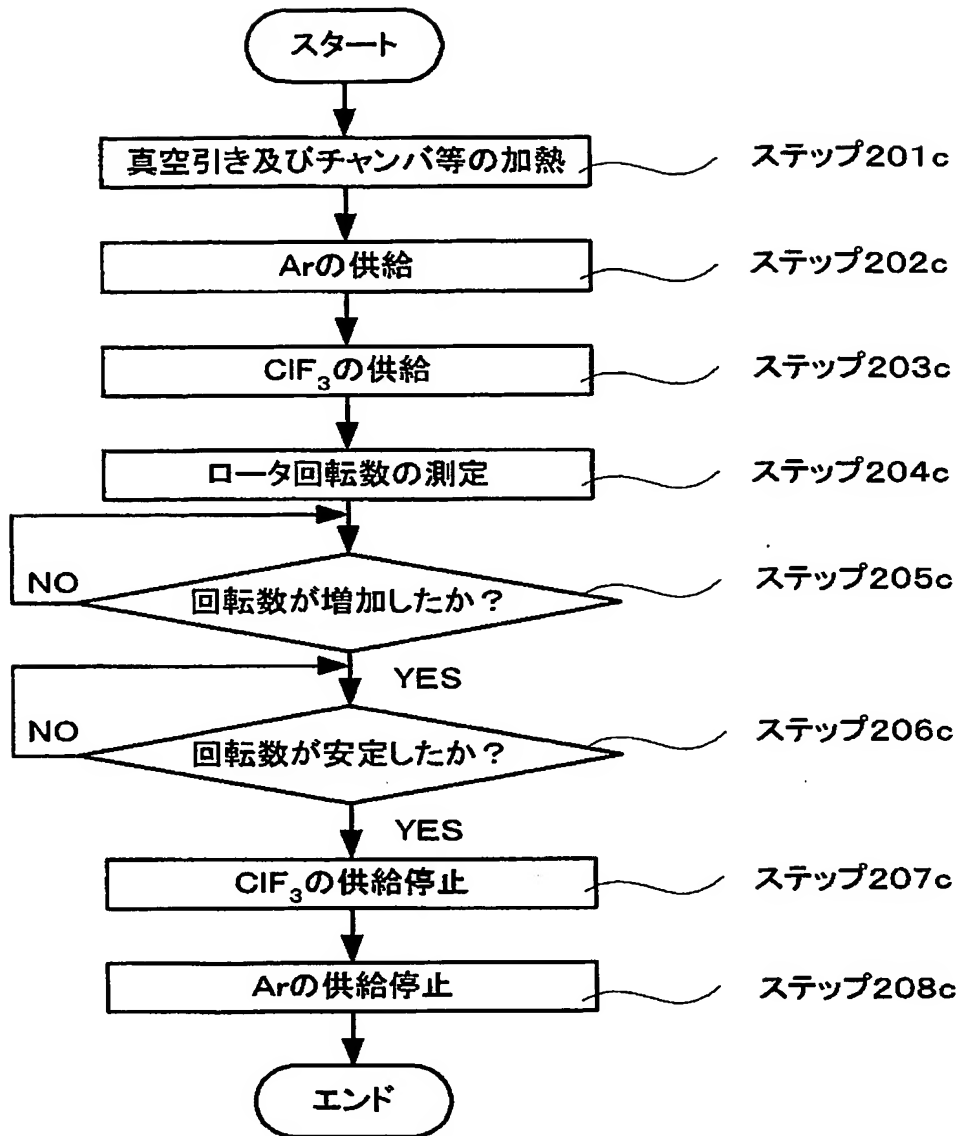 スタート
真空引き及びチャンバ等の加熱
ステップ201c
Arの供給
ステップ202c
ClF₃の供給
ステップ203c
ロータ回転数の測定
ステップ204c
回転数が増加したか？
ステップ205c
NO
YES
回転数が安定したか？
ステップ206c
NO
YES
ClF₃の供給停止
ステップ207c
Arの供給停止
ステップ208c
エンド